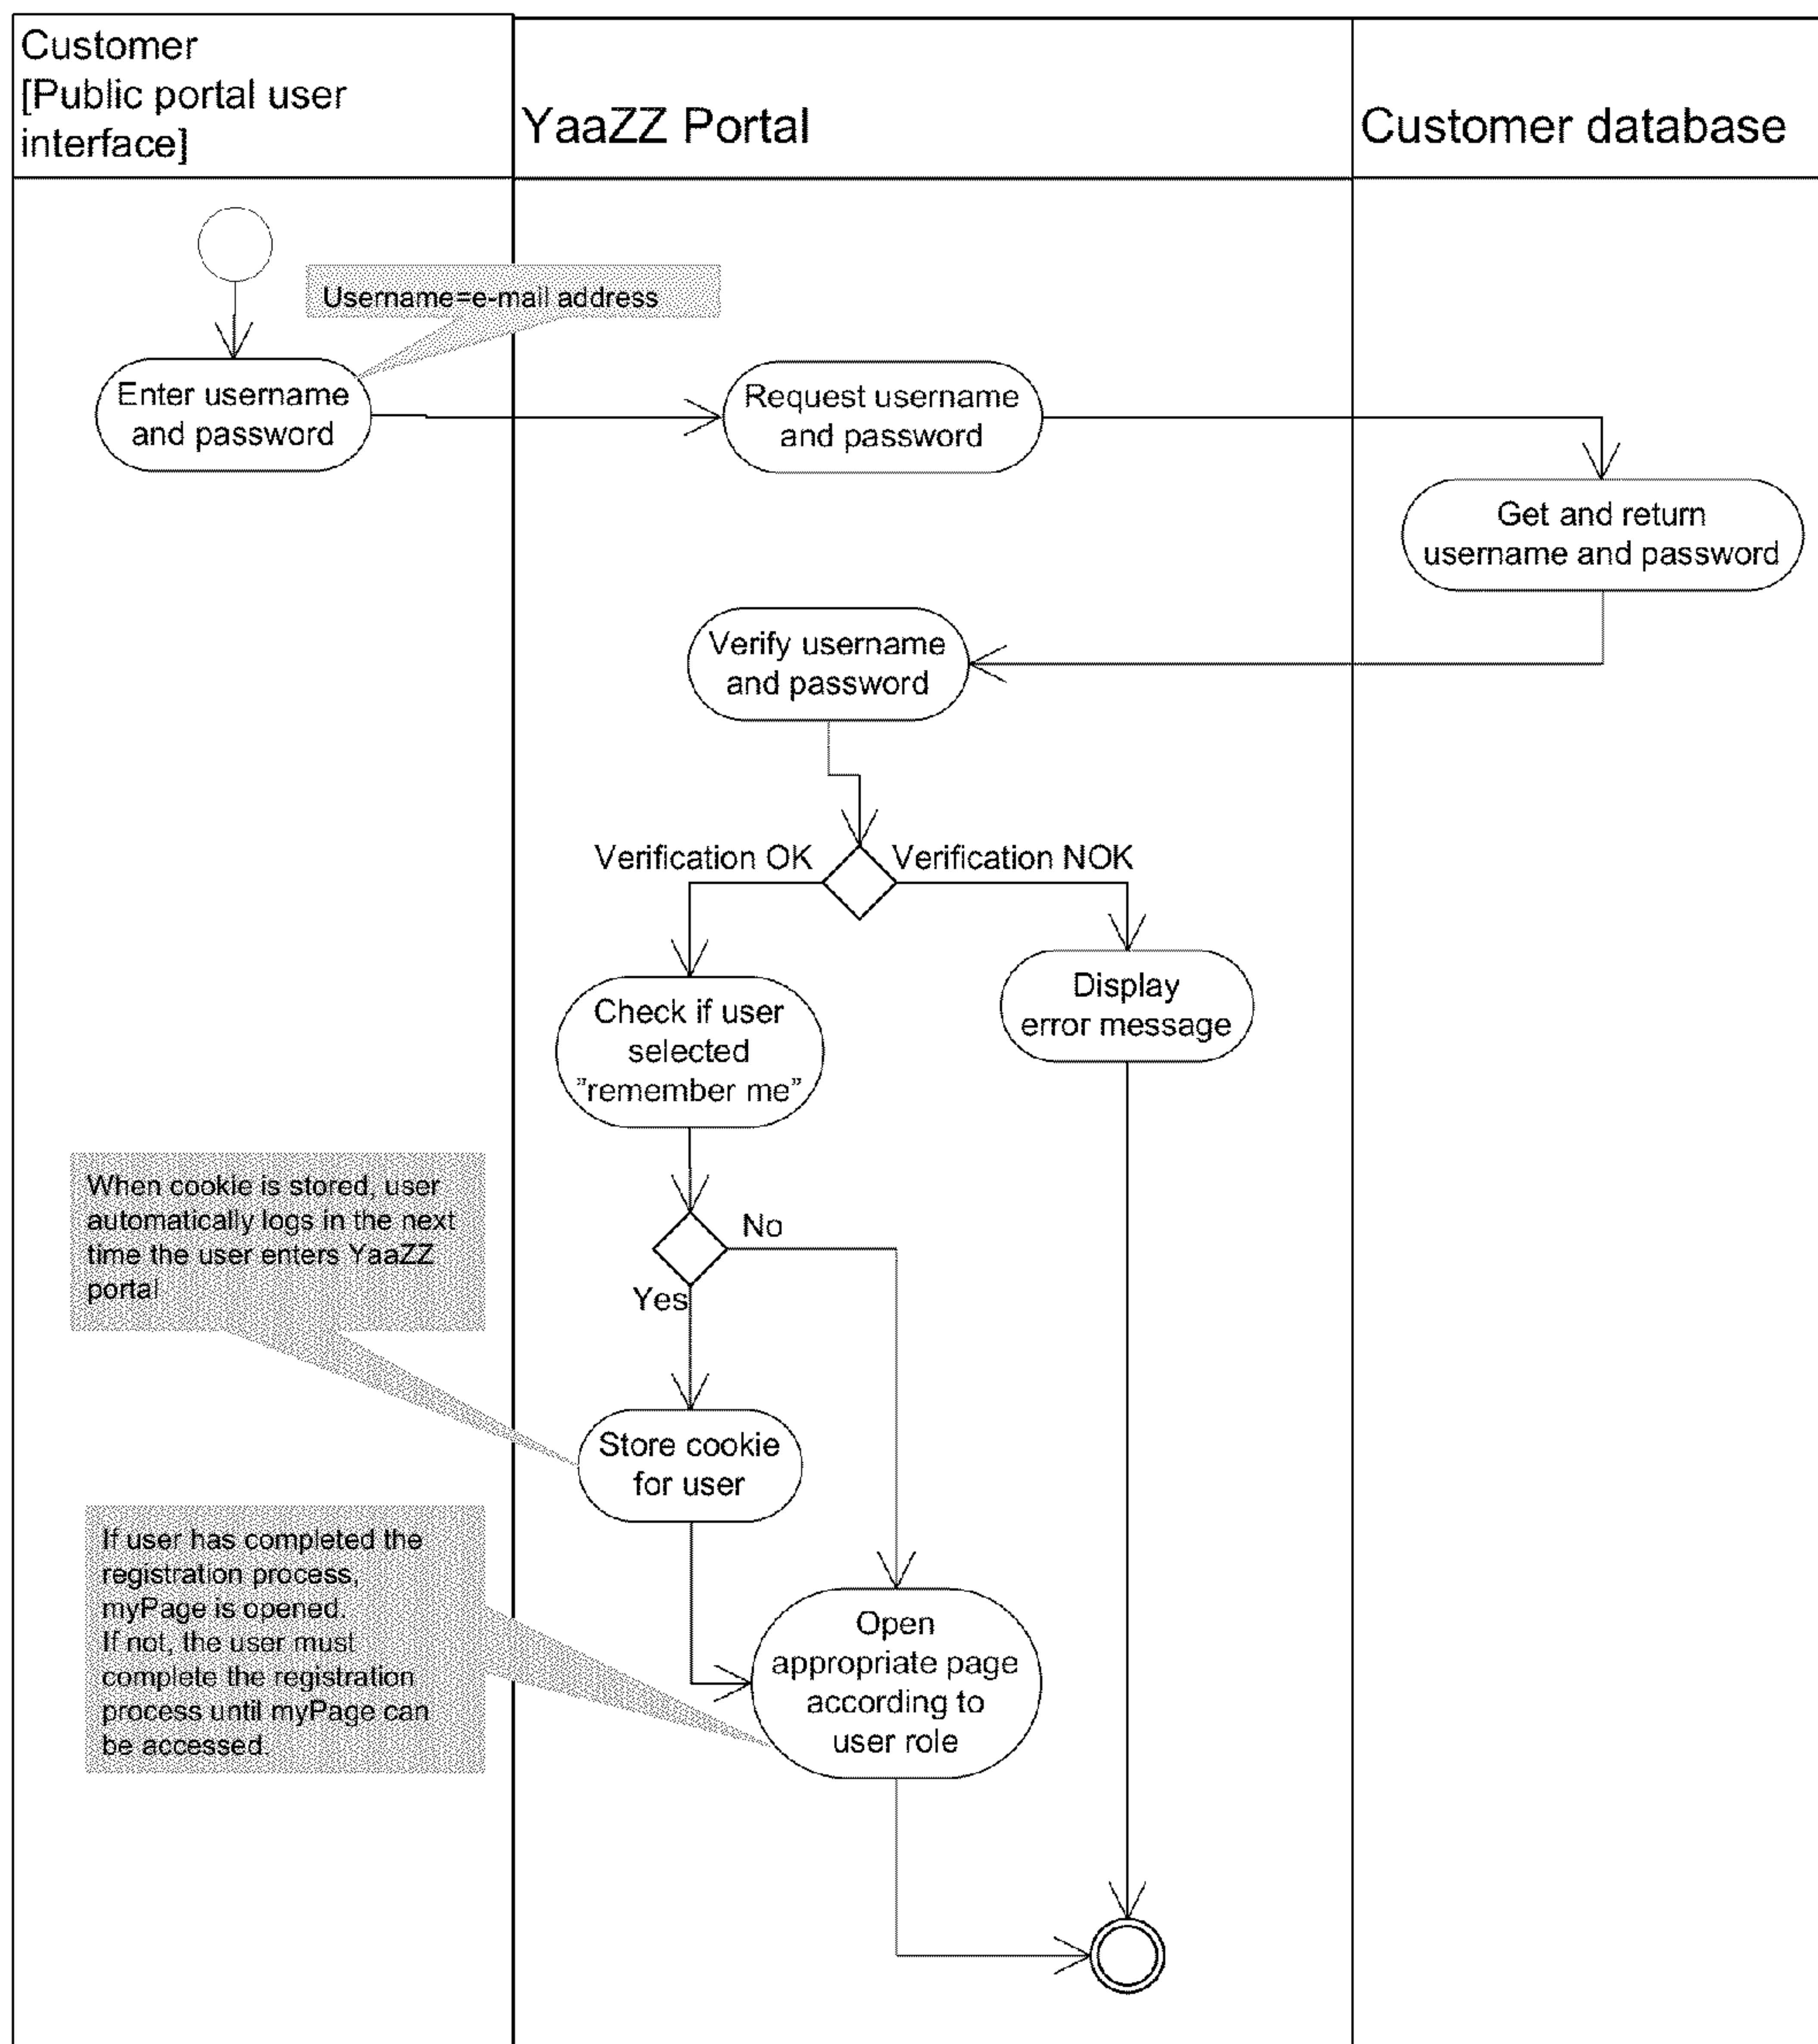 Customer
[Public portal user
interface]
YaaZZ Portal
Customer database
Username=e-mail address
Enter username
and password
Request username
and password
Get and return
username and password
Verify username
and password
Verification OK
Verification NOK
Check if user
selected
"remember me"
Display
error message
When cookie is stored, user
automatically logs in the next
time the user enters YaaZZ
portal
No
Yes
Store cookie
for user
If user has completed the
registration process,
myPage is opened.
If not, the user must
complete the registration
process until myPage can
be accessed.
Open
appropriate page
according to
user role